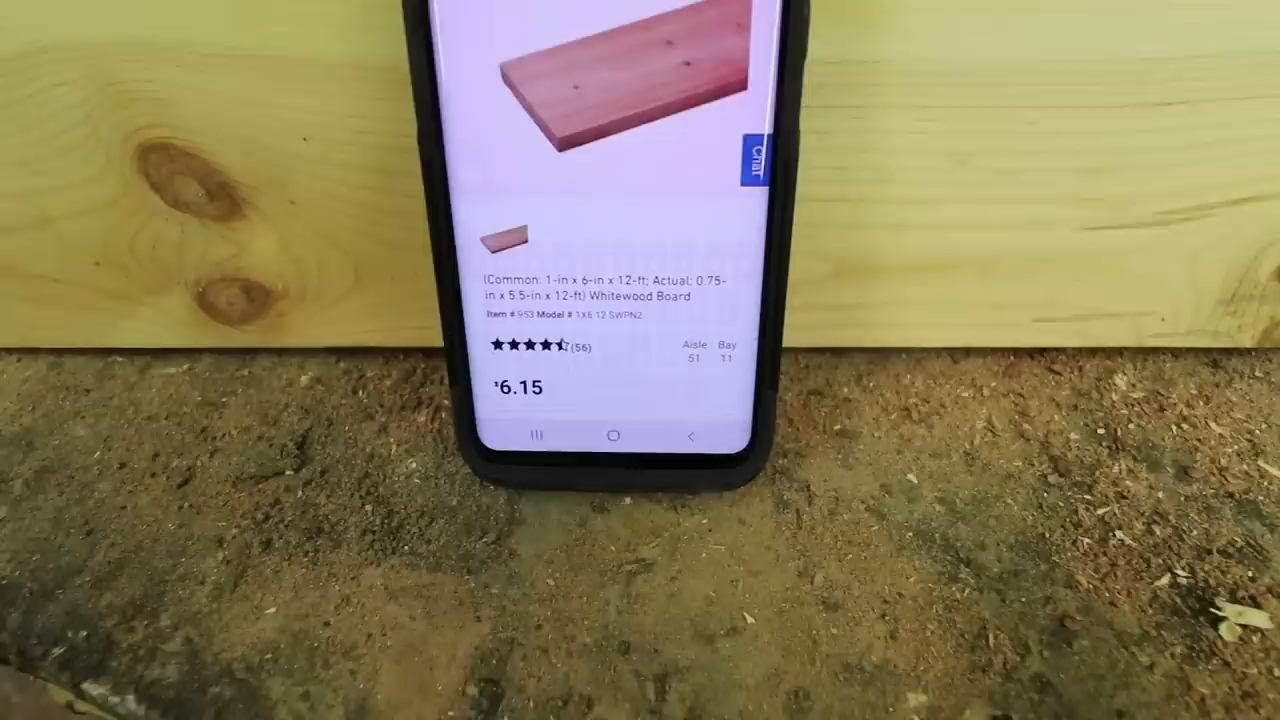 Chat
(Common: 1-in x 6-in x 12-ft; Actual: 0.75-
in x 5.5-in x 12-ft) Whitewood Board
Item # 953 Model # 1X6 12 SWPN2
(56)
Aisle Bay
51 11
$6.15